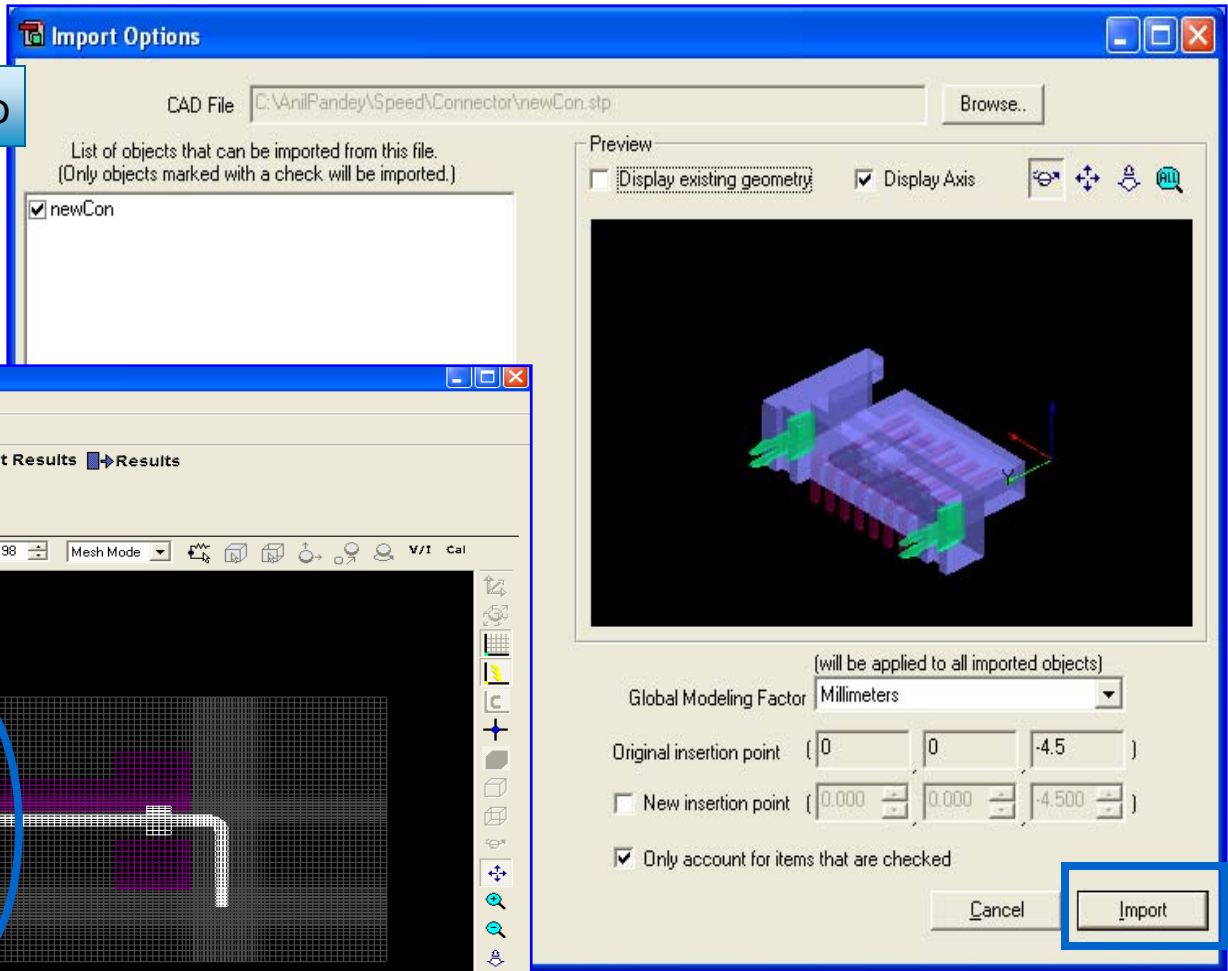 Import Options
CAD File C:\AnilPandey\Speed\Connector\newCon.stp Browse..
List of objects that can be imported from this file.
(Only objects marked with a check will be imported.)
newCon
Preview
Display existing geometry Display Axis ALL
Y
t Results Results
98 Mesh Mode V/I Cal
C
(will be applied to all imported objects)
Global Modeling Factor Millimeters
Original insertion point ( 0 , 0 , -4.5 )
New insertion point ( 0.000 , 0.000 , -4.500 )
Only account for items that are checked
Cancel Import